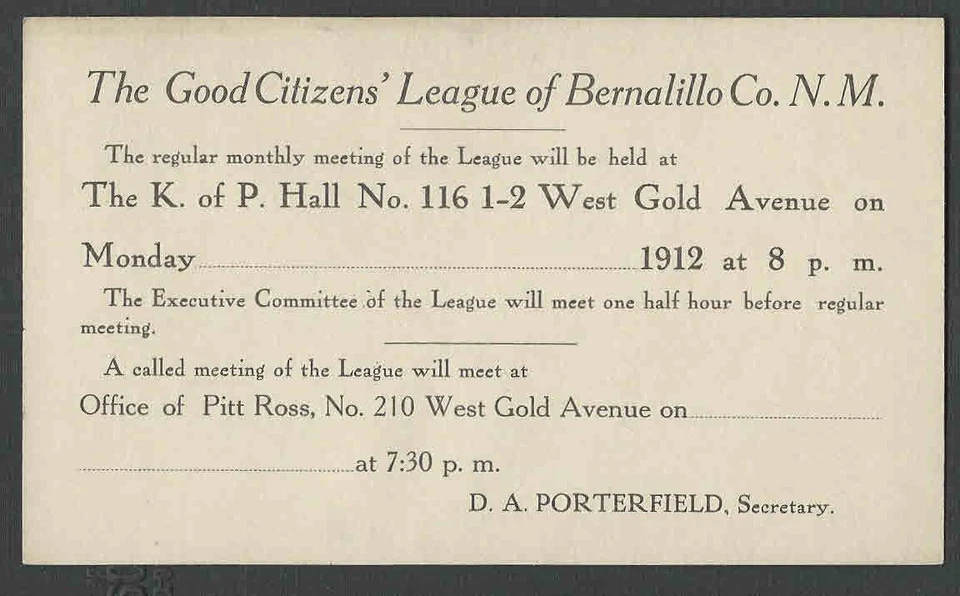 The Good Citizens' League of Bernalillo Co. N. M.
The regular monthly meeting of the League will be held at
The K. of P. Hall No. 116 1-2 West Gold Avenue on
Monday........................................1912 at 8 p. m.
The Executive Committee of the League will meet one half hour before regular
meeting.
A called meeting of the League will meet at
Office of Pitt Ross, No. 210 West Gold Avenue on........................
........................at 7:30 p. m.
D. A. PORTERFIELD, Secretary.